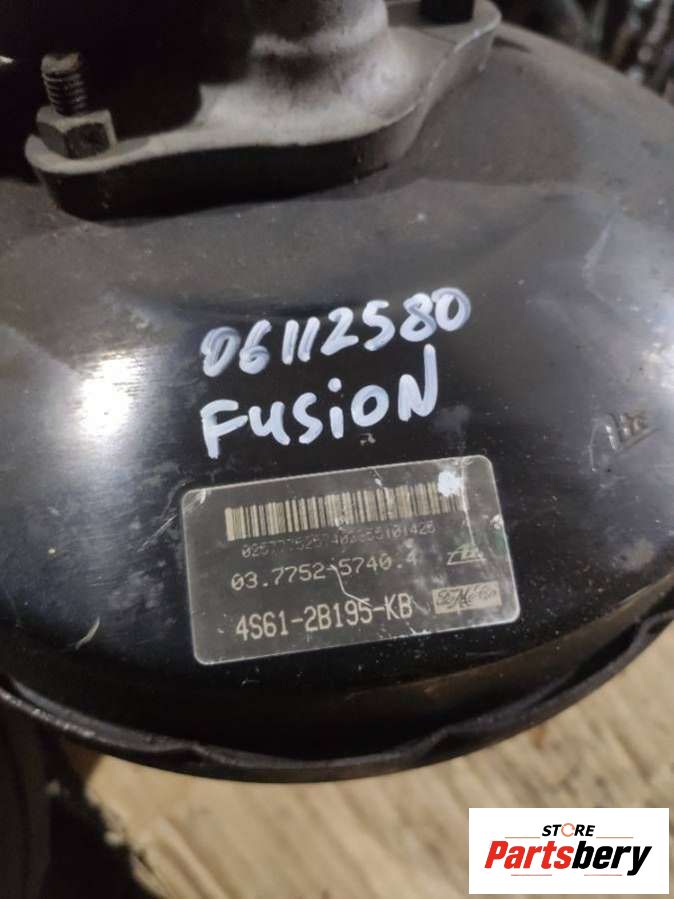 06112580
FUSiON
03.7752-5740.4
4S61-2B195-KB
STORE
Partsbery